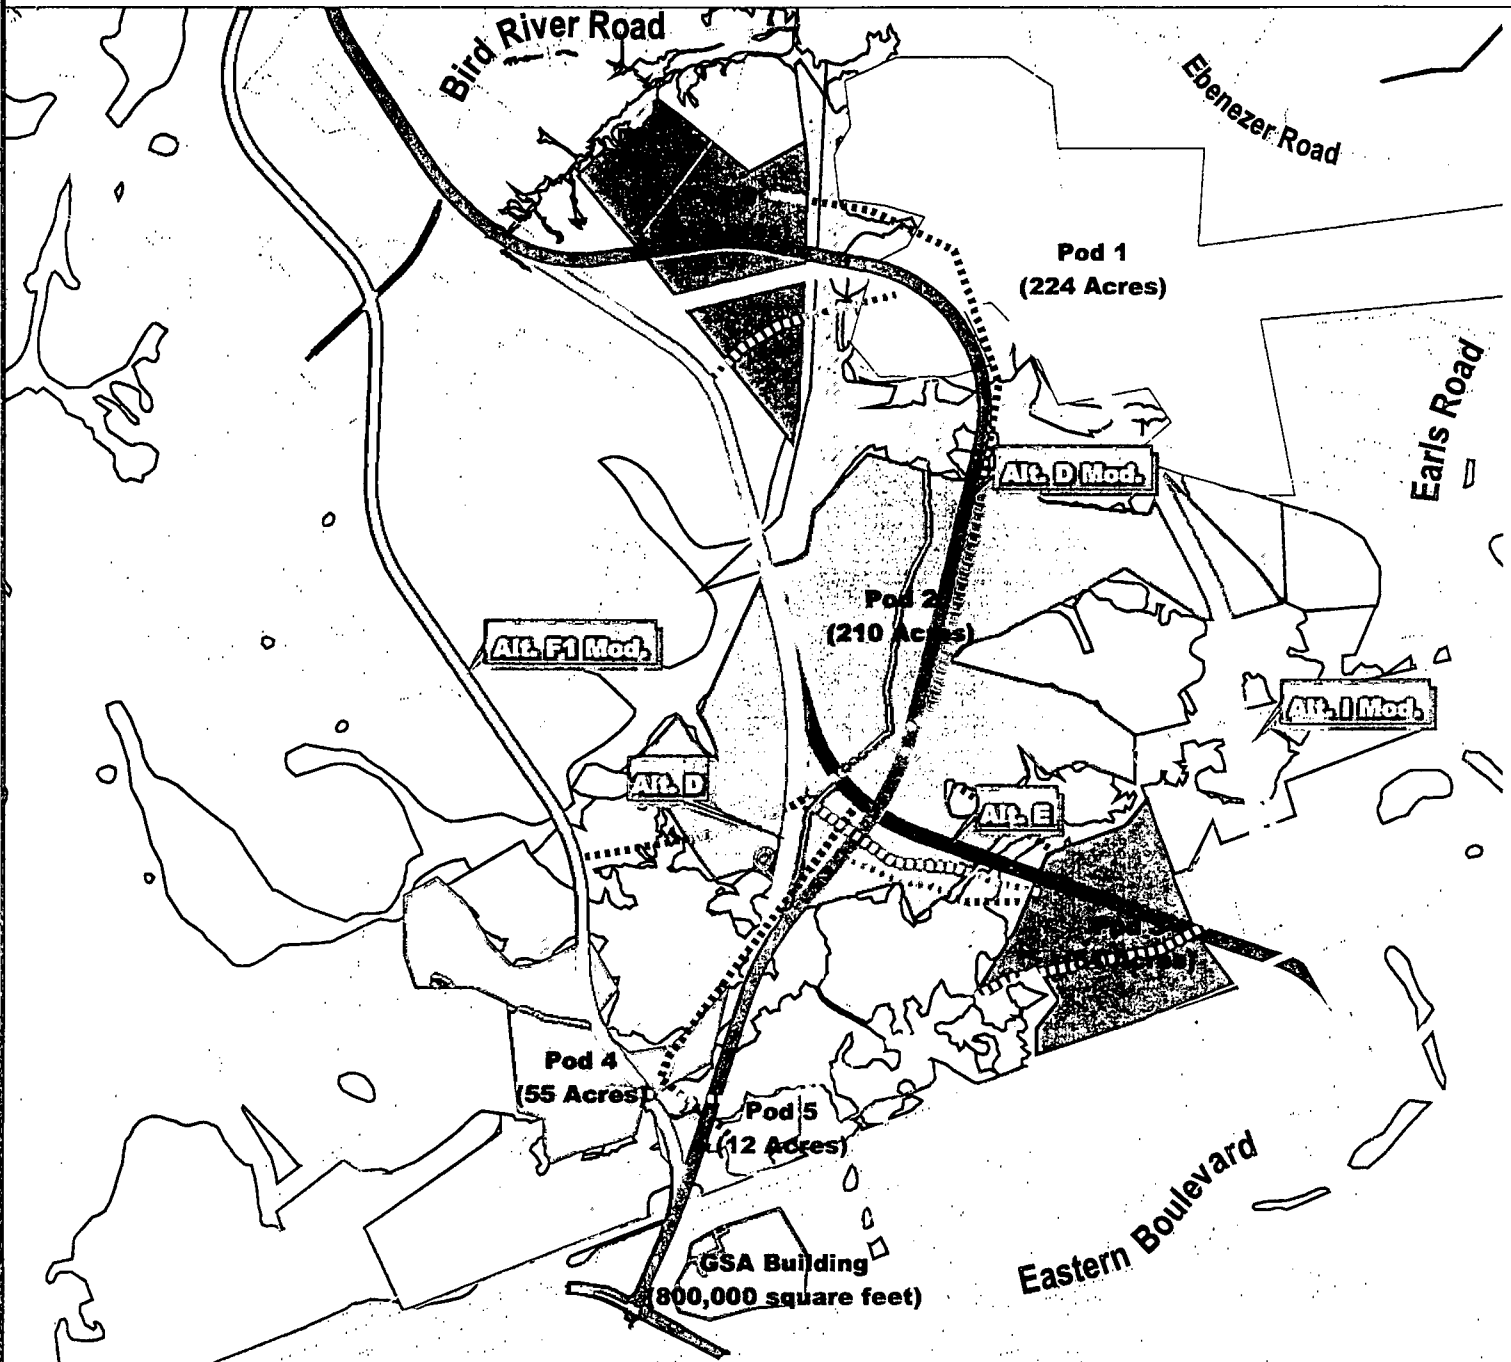 Bird River Road
Ebenezer Road
Pod 1
(224 Acres)
Earls Road
Alt. D Mod.
Pod 2
(210 Acres)
Alt. F1 Mod.
Alt. I Mod.
Alt. D
Alt. E
Pod 4
(55 Acres)
Pod 5
(12 Acres)
Eastern Boulevard
GSA Building
(800,000 square feet)